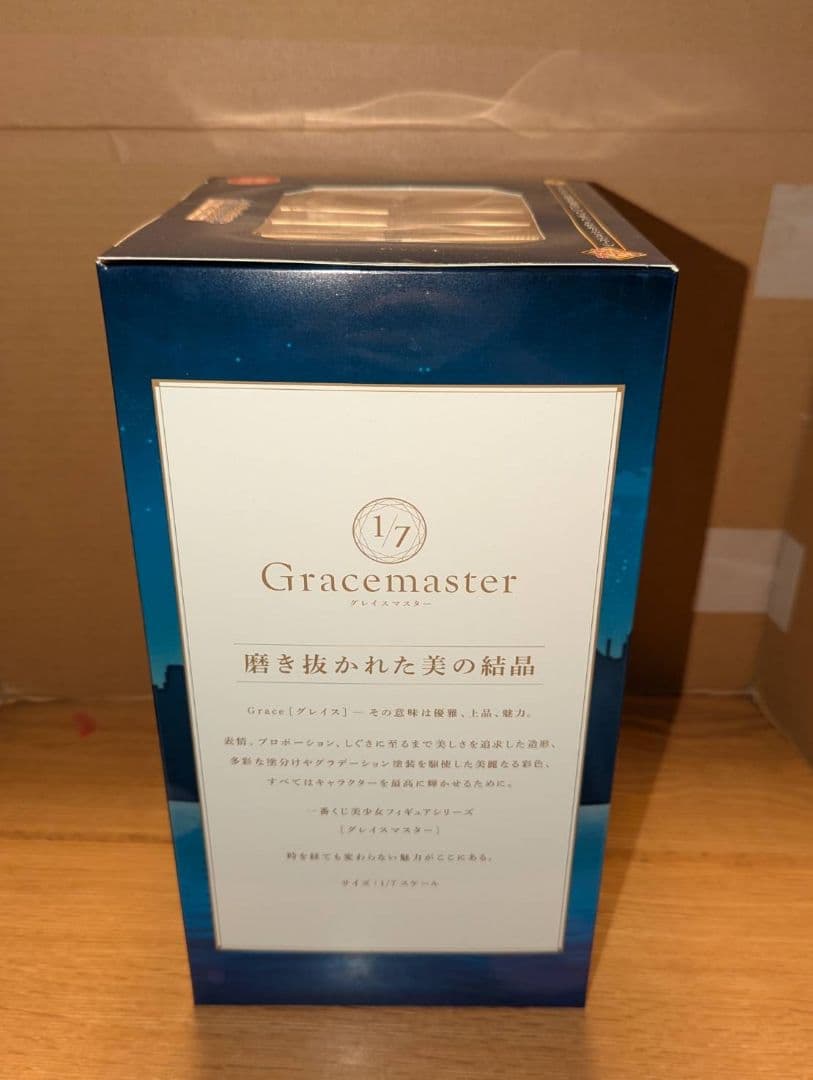 1/7
Gracemaster
グレイスマスター
磨き抜かれた美の結晶
Grace［グレイス］― その意味は優雅、上品、魅力。
表情、プロポーション、しぐさに至るまで美しさを追求した造形、
多彩な塗分けやグラデーション塗装を駆使した美麗なる彩色、
すべてはキャラクターを最高に輝かせるために。
一番くじ美少女フィギュアシリーズ
［グレイスマスター］
時を経ても変わらない魅力がここにある。
サイズ：1/7スケール